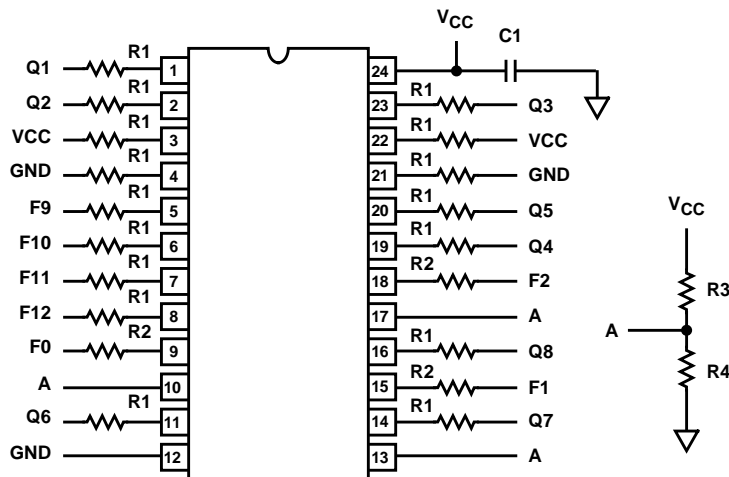 VCC
C1
Q1 R1 1 24
Q2 R1 2 23 R1 Q3
VCC R1 3 22 R1 VCC
GND R1 4 21 R1 GND
F9 R1 5 20 R1 Q5
F10 R1 6 19 R1 Q4
F11 R1 7 18 R2 F2
F12 R1 8 17 A
F0 R2 9 16 R1 Q8
A 10 15 R2 F1
Q6 R1 11 14 R1 Q7
GND 12 13 A
VCC
R3
A
R4